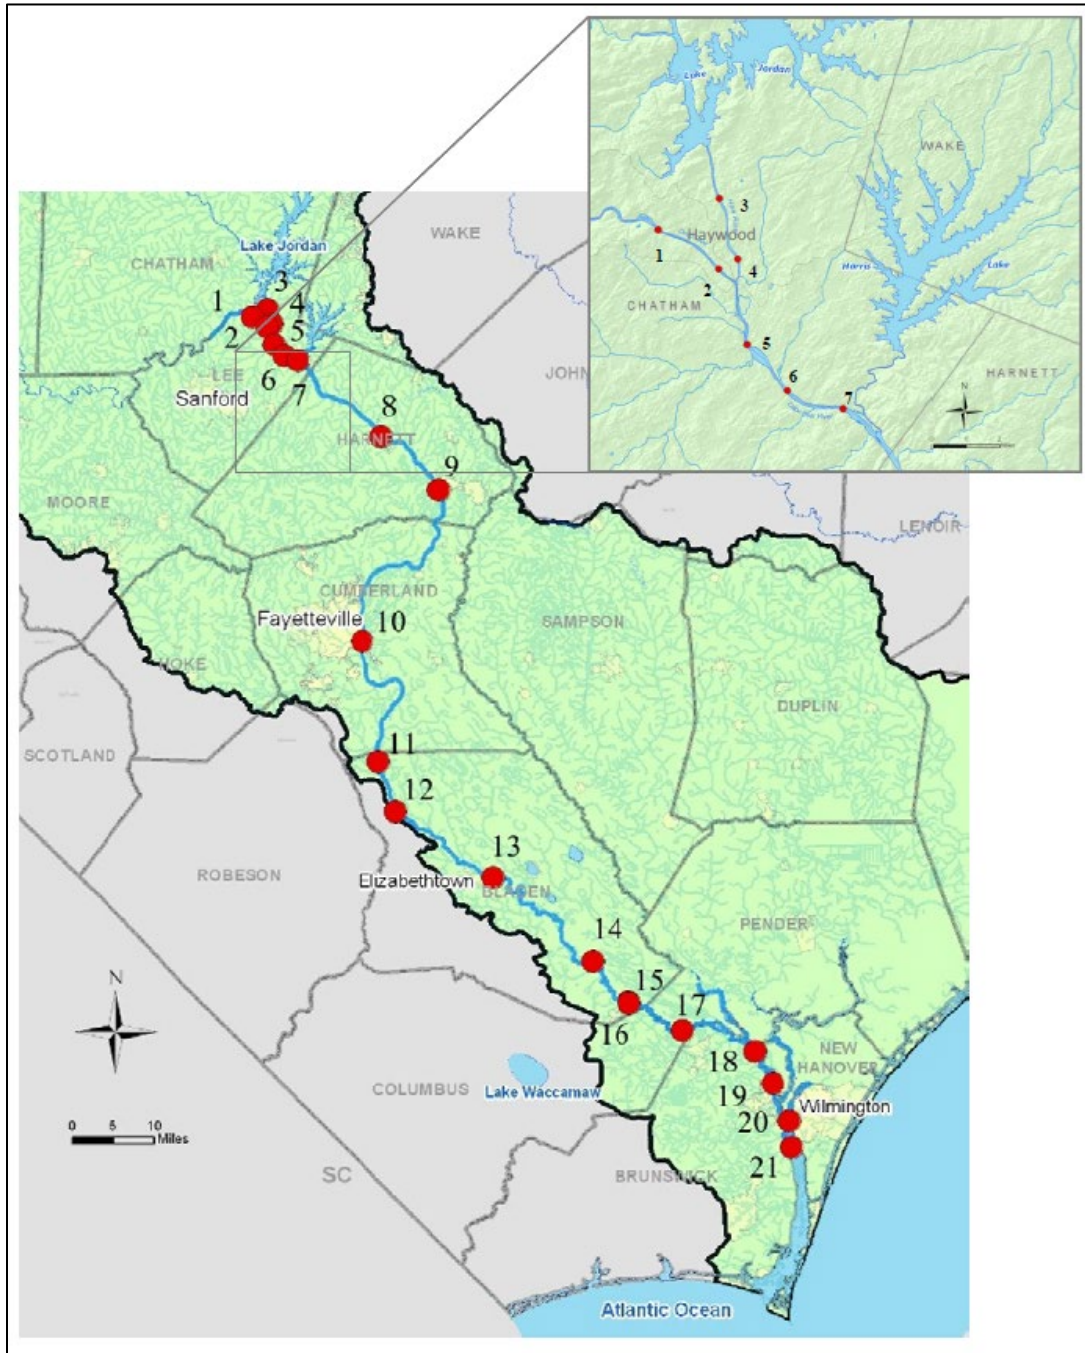 Lake Jordan
WAKE
3
Haywood
1
4
2
Harris Lake
CHATHAM
5
HARNETT
6
7
N
WAKE
Lake Jordan
CHATHAM
3
1
4
2
5
LEE
JOHN
6
Sanford
7
8
HARNETT
9
MOORE
LENOIR
CUMBERLAND
Fayetteville
10
SAMPSON
HOKE
DUPLIN
11
SCOTLAND
12
13
ROBESON
Elizabethtown
BLADEN
PENDER
14
N
15
17
16
18
NEW
HANOVER
COLUMBUS
Lake Waccamaw
19
Wilmington
20
0 5 10
Miles
21
SC
BRUNSWICK
Atlantic Ocean